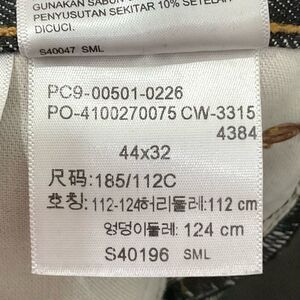 GUNAKAN SABUN
PENYUSUTAN SEKITAR 10% SETELAH
DICUCI.
S40047 SML
PC9-00501-0226
PO-4100270075 CW-3315
4384
44x32
尺码:185/112C
호칭:112-124허리둘레:112 cm
엉덩이둘레: 124 cm
S40196 SML